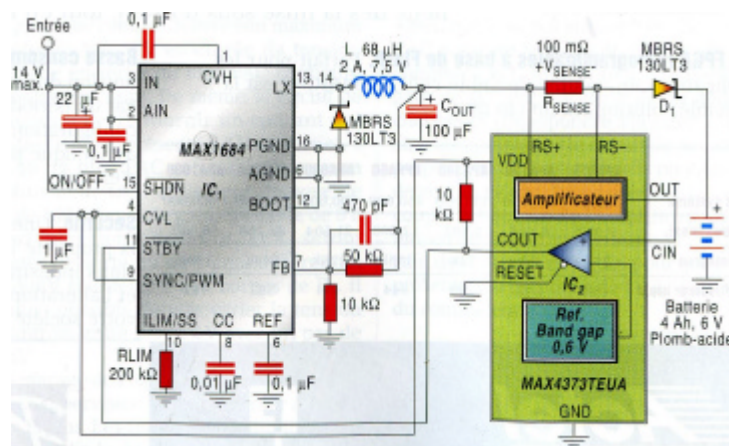 Entrée
14 V
max.
0,1 µF
22 µF
0,1 µF
ON/OFF
1 µF
3 IN
2 AIN
CVH
MAX1684
IC1
15 SHDN
4 CVL
11 STBY
9 SYNC/PWM
ILIM/SS CC REF
10 8 6
RLIM
200 kΩ
0,01 µF
0,1 µF
13, 14 LX
PGND 16
AGND 6
BOOT 12
FB 7
L 68 µH
2 A, 7,5 V
MBRS
130LT3
COUT
100 µF
470 pF
50 kΩ
10 kΩ
100 mΩ
+VSENSE
RSENSE
MBRS
130LT3
D1
RS+ RS−
VDD
Amplificateur
OUT
10
kΩ
COUT
CIN
RESET
IC2
Ref.
Band gap
0,6 V
MAX4373TEUA
GND
Batterie
4 Ah, 6 V
Plomb-acide